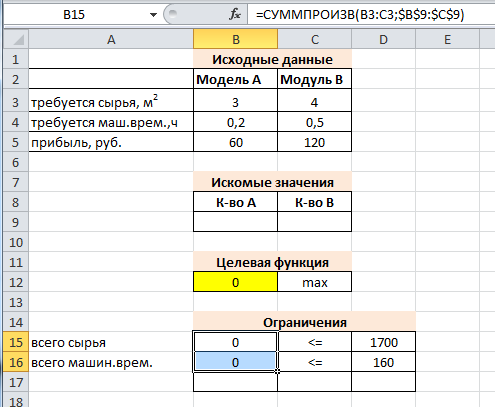 B15 fx =СУММПРОИЗВ(B3:C3;$B$9:$C$9)
A B C D E
1 Исходные данные
2 Модель А Модуль В
3 требуется сырья, м² 3 4
4 требуется маш.врем.,ч 0,2 0,5
5 прибыль, руб. 60 120
6
7 Искомые значения
8 К-во А К-во В
9
10
11 Целевая функция
12 0 max
13
14 Ограничения
15 всего сырья 0 <= 1700
16 всего машин.врем. 0 <= 160
17
18